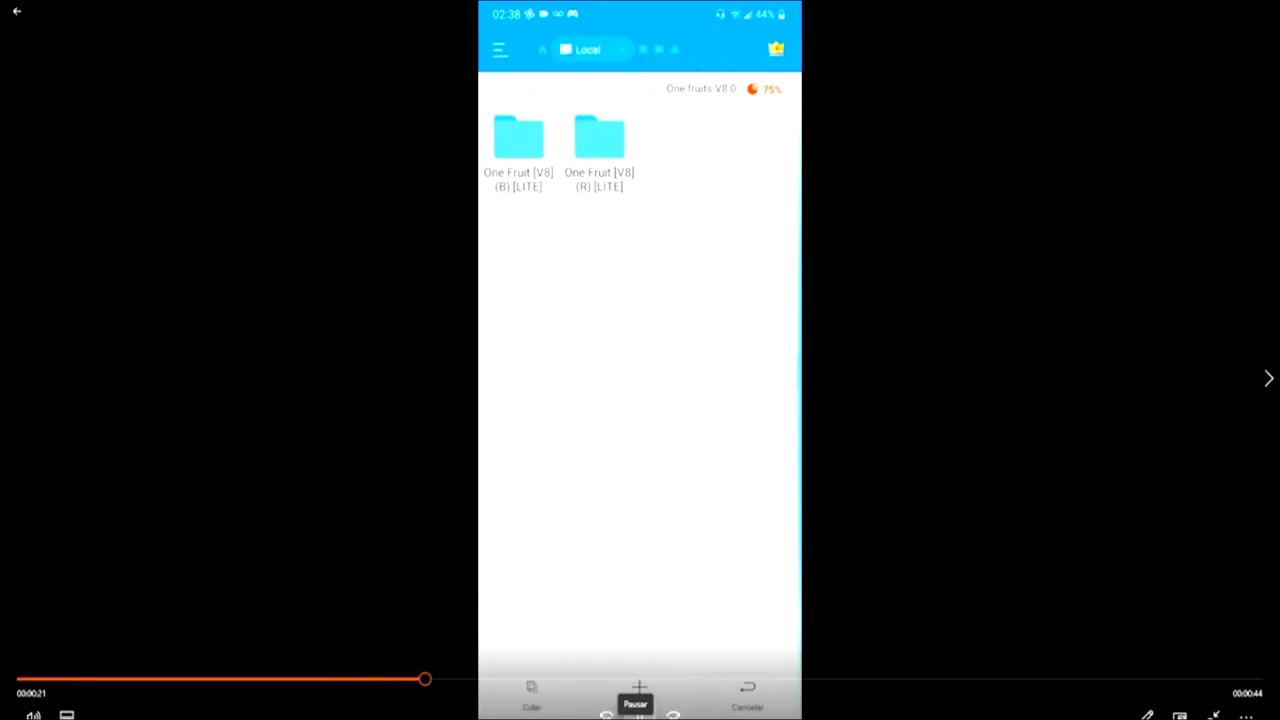 02:38
44%
Local
One fruits V8.0
75%
One Fruit [V8]
(B) [LITE]
One Fruit [V8]
(R) [LITE]
00:00:21
00:00:44
Colar
Pausar
Cancelar